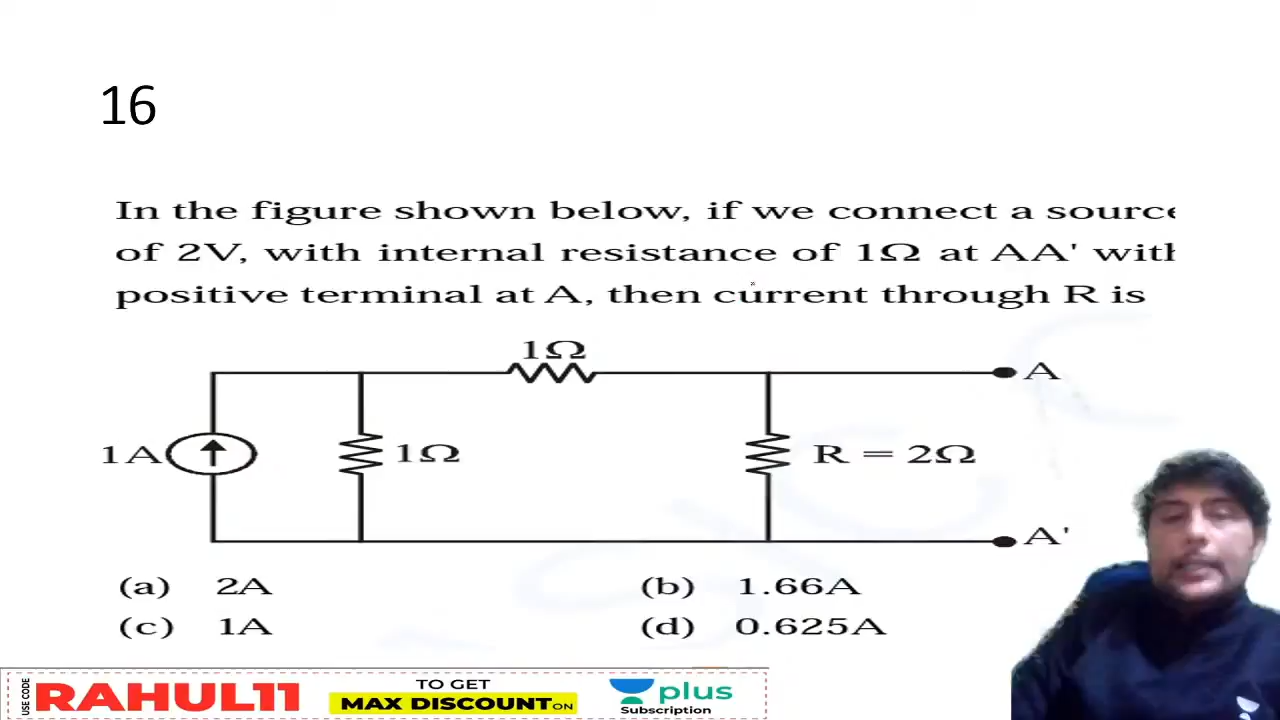 16
In the figure shown below, if we connect a source
of 2V, with internal resistance of 1Ω at AA' with
positive terminal at A, then current through R is
1Ω
A
1A
1Ω
R = 2Ω
A'
(a) 2A
(b) 1.66A
(c) 1A
(d) 0.625A
USE CODE
RAHUL11
TO GET
MAX DISCOUNT ON
plus
Subscription